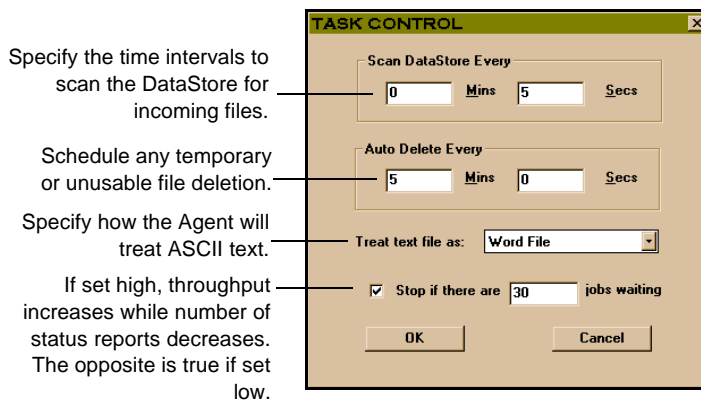 TASK CONTROL
Specify the time intervals to
scan the DataStore for
incoming files.
Scan DataStore Every
0 Mins 5 Secs
Schedule any temporary
or unusable file deletion.
Auto Delete Every
5 Mins 0 Secs
Specify how the Agent will
treat ASCII text.
Treat text file as: Word File
If set high, throughput
increases while number of
status reports decreases.
The opposite is true if set
low.
Stop if there are 30 jobs waiting
OK Cancel